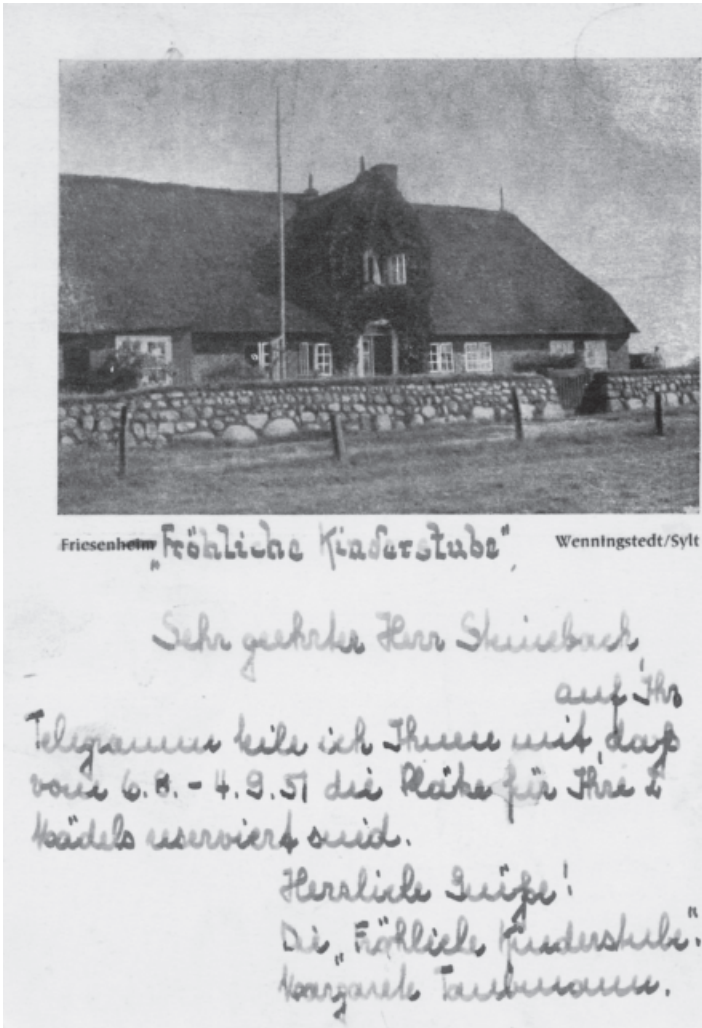 Friesenheim „Fröhliche Kinderstube“, Wenningstedt/Sylt
Sehr geehrter Herr Steinebach,
auf Ihr
Telegramm teile ich Ihnen mit, daß
vom 6.8. - 4.9.51 die Plätze für Ihre 2
Mädels reserviert sind.
Herzliche Grüße!
Die „Fröhliche Kinderstube“.
Margarete Taubmann.